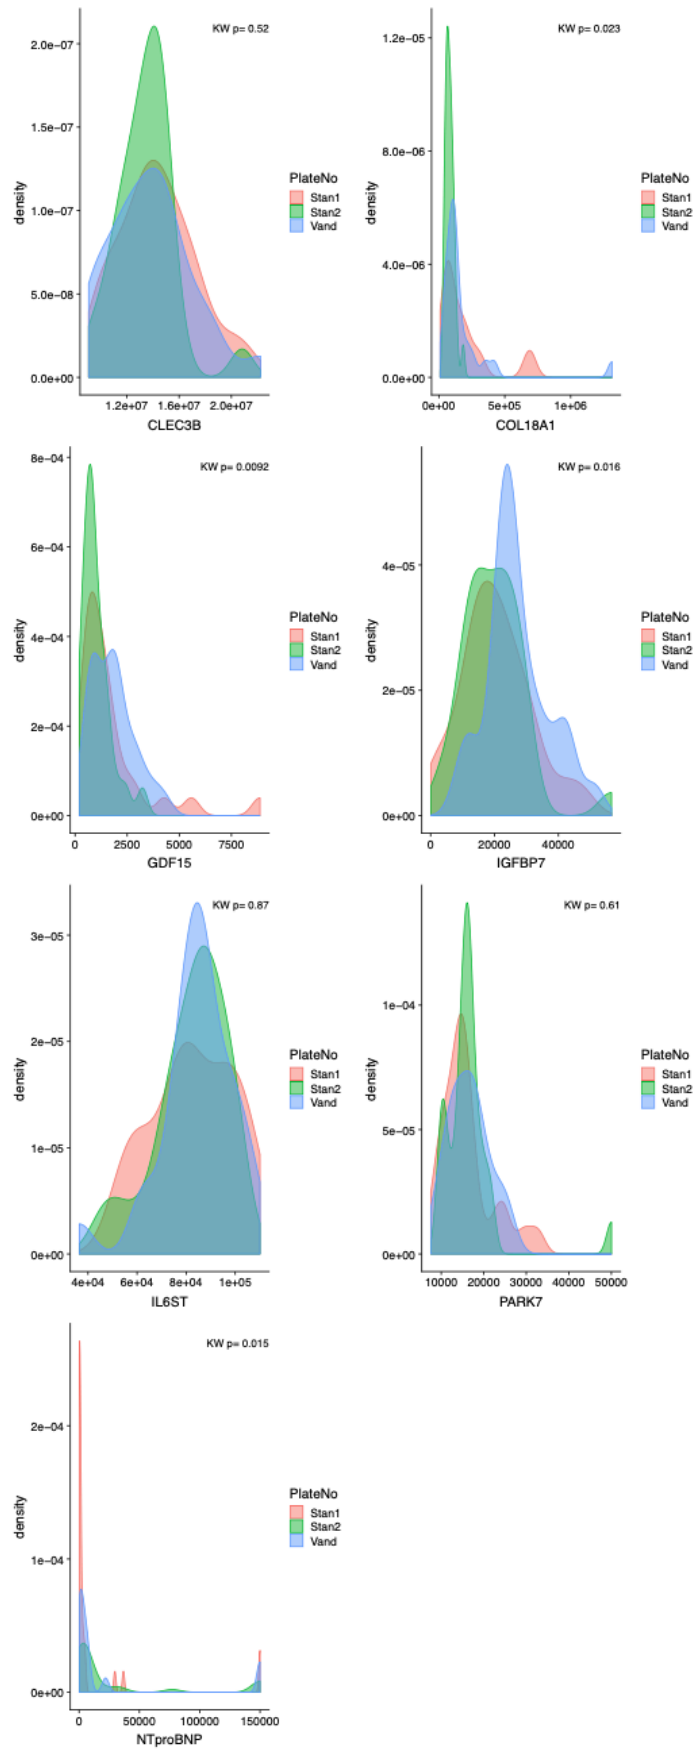 KW p= 0.52
2.0e−07
1.5e−07
1.0e−07
5.0e−08
0.0e+00
density
1.2e+07 1.6e+07 2.0e+07
CLEC3B
PlateNo
Stan1
Stan2
Vand
KW p= 0.023
1.2e−05
8.0e−06
4.0e−06
0.0e+00
density
0e+00 5e+05 1e+06
COL18A1
PlateNo
Stan1
Stan2
Vand
KW p= 0.0092
8e−04
6e−04
4e−04
2e−04
0e+00
density
0 2500 5000 7500
GDF15
PlateNo
Stan1
Stan2
Vand
KW p= 0.016
4e−05
2e−05
0e+00
density
0 20000 40000
IGFBP7
PlateNo
Stan1
Stan2
Vand
KW p= 0.87
3e−05
2e−05
1e−05
0e+00
density
4e+04 6e+04 8e+04 1e+05
IL6ST
PlateNo
Stan1
Stan2
Vand
KW p= 0.61
1e−04
5e−05
0e+00
density
10000 20000 30000 40000 50000
PARK7
PlateNo
Stan1
Stan2
Vand
KW p= 0.015
2e−04
1e−04
0e+00
density
0 50000 100000 150000
NTproBNP
PlateNo
Stan1
Stan2
Vand